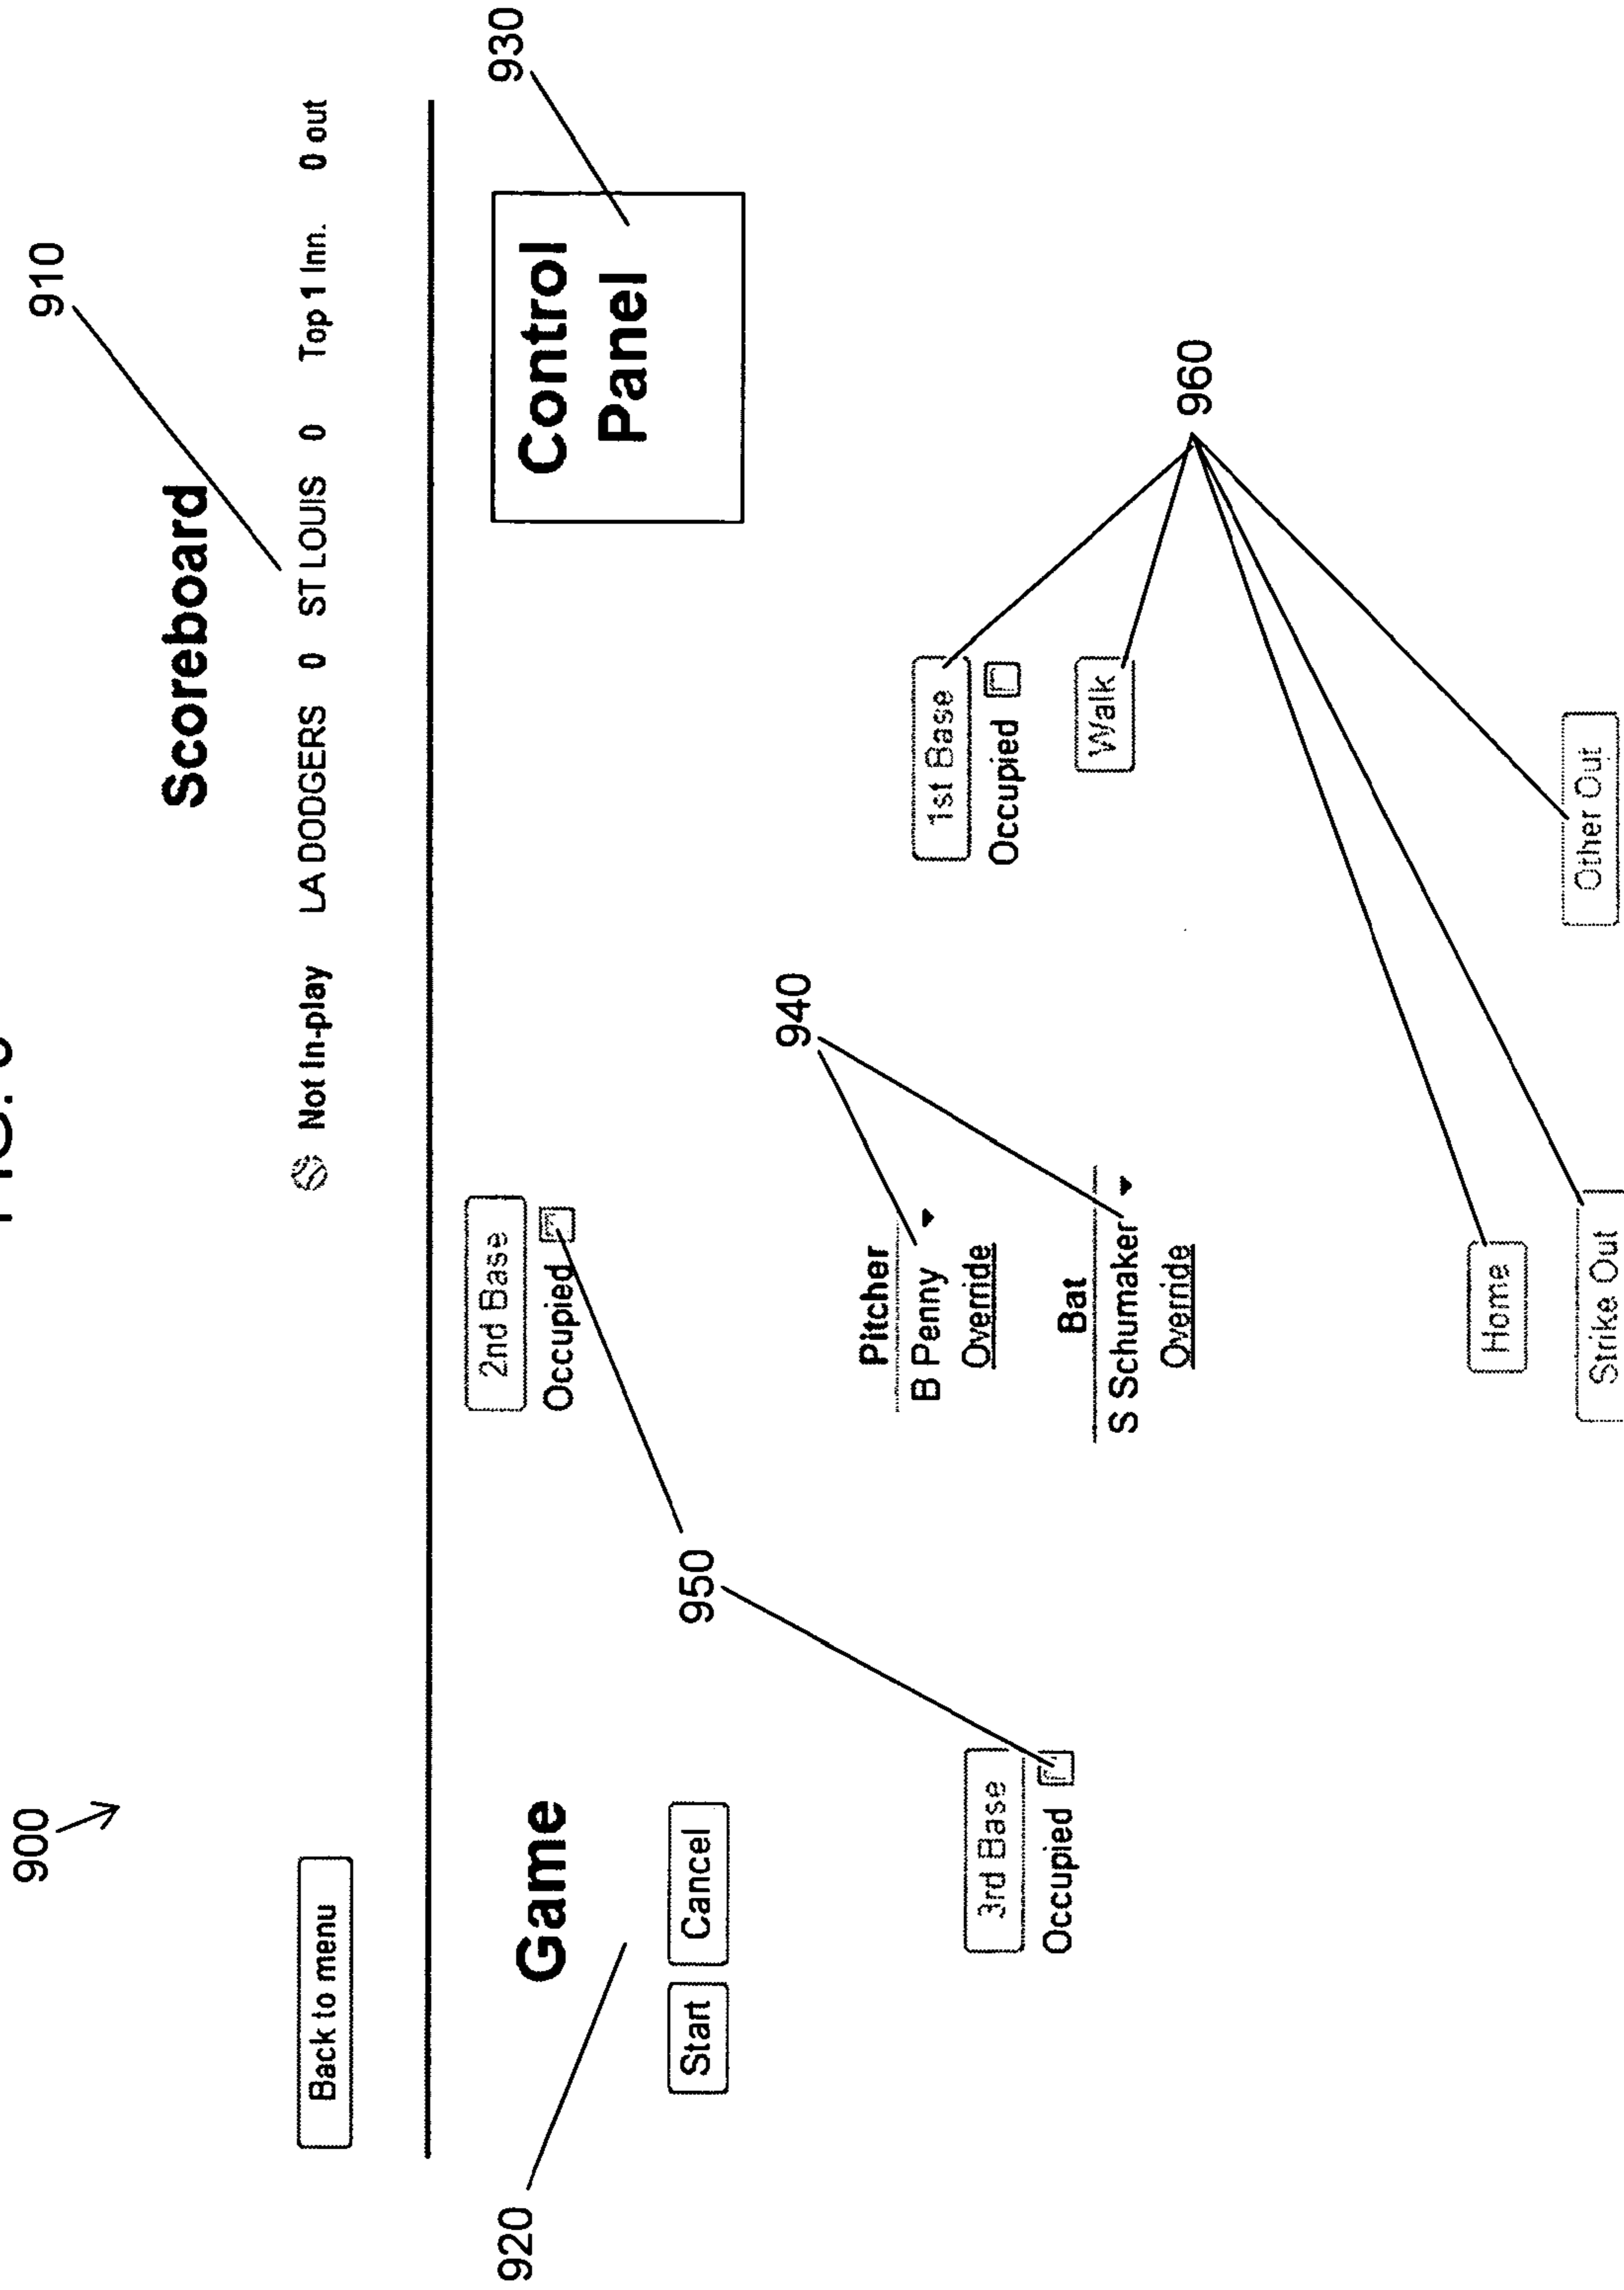 900
910
Scoreboard
Back to menu
Not In-play LA DODGERS 0 ST LOUIS 0 Top 1 Inn. 0 out
920
930
Game
2nd Base
Occupied
Control
Panel
Start Cancel
950
940
Pitcher
B Penny
Override
1st Base
Occupied
3rd Base
Occupied
Bat
S Schumaker
Override
Walk
960
Home
Strike Out
Other Out